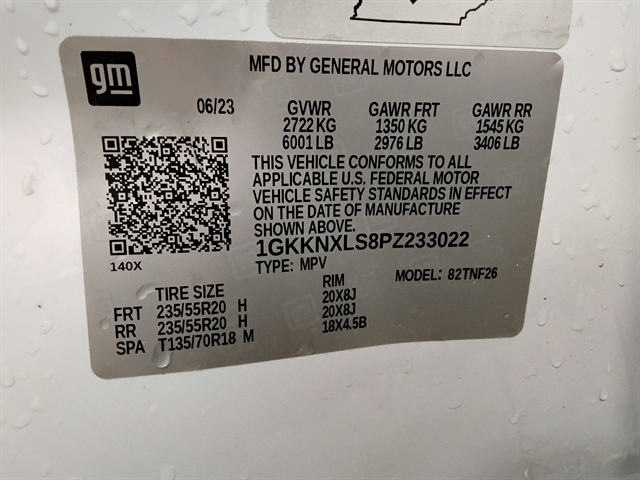 gm
MFD BY GENERAL MOTORS LLC
06/23 GVWR GAWR FRT GAWR RR
2722 KG 1350 KG 1545 KG
6001 LB 2976 LB 3406 LB
THIS VEHICLE CONFORMS TO ALL
APPLICABLE U.S. FEDERAL MOTOR
VEHICLE SAFETY STANDARDS IN EFFECT
ON THE DATE OF MANUFACTURE
SHOWN ABOVE.
1GKKNXLS8PZ233022
140X
TYPE: MPV MODEL: 82TNF26
TIRE SIZE RIM
FRT 235/55R20 H 20X8J
RR 235/55R20 H 20X8J
SPA T135/70R18 M 18X4.5B